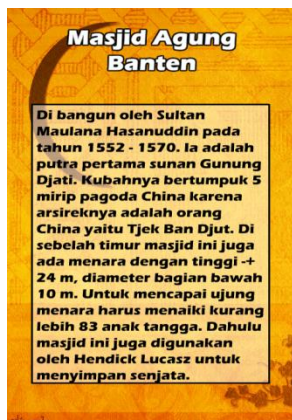 Masjid Agung
Banten
Di bangun oleh Sultan
Maulana Hasanuddin pada
tahun 1552 - 1570. Ia adalah
putra pertama sunan Gunung
Djati. Kubahnya bertumpuk 5
mirip pagoda China karena
arsireknya adalah orang
China yaitu Tjek Ban Djut. Di
sebelah timur masjid ini juga
ada menara dengan tinggi -+
24 m, diameter bagian bawah
10 m. Untuk mencapai ujung
menara harus menaiki kurang
lebih 83 anak tangga. Dahulu
masjid ini juga digunakan
oleh Hendick Lucasz untuk
menyimpan senjata.